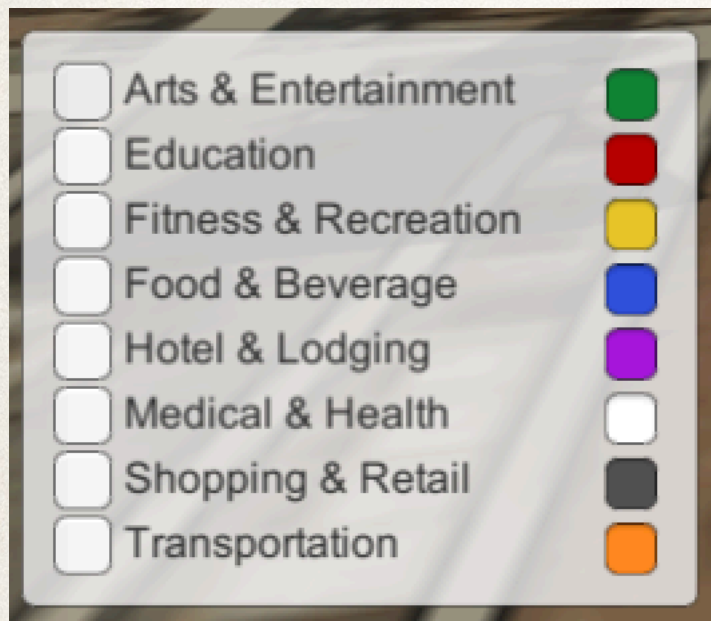 Arts & Entertainment
Education
Fitness & Recreation
Food & Beverage
Hotel & Lodging
Medical & Health
Shopping & Retail
Transportation